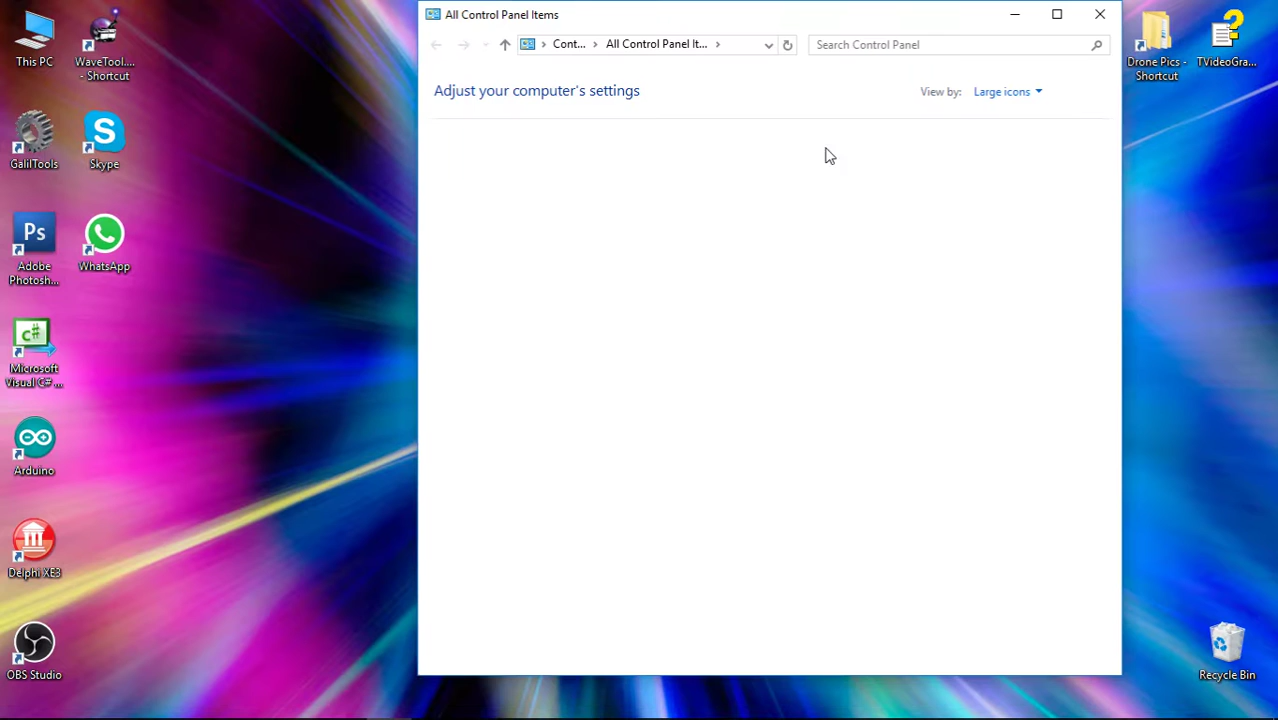 All Control Panel Items
Cont... All Control Panel It...
Search Control Panel
Adjust your computer's settings
View by: Large icons
This PC
WaveTool....
- Shortcut
GalilTools
Skype
Ps
Adobe
Photosh...
WhatsApp
C#
Microsoft
Visual C# ...
Arduino
Delphi XE3
OBS Studio
Drone Pics -
Shortcut
TVideoGra...
Recycle Bin